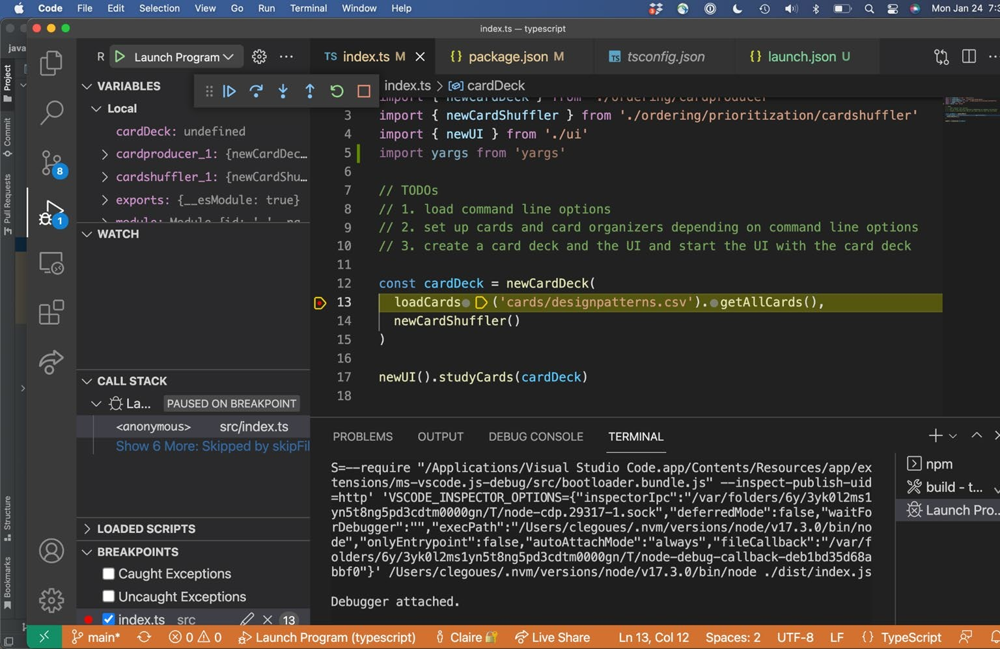 Code File Edit Selection View Go Run Terminal Window Help
3
Mon Jan 24 7:3
index.ts — typescript
java
Project
Commit
Pull Requests
Structure
Bookmarks
8
1
R Launch Program
TS index.ts M
{} package.json M
TS tsconfig.json
{} launch.json U
VARIABLES
Local
cardDeck: undefined
cardproducer_1: {newCardDec…
cardshuffler_1: {newCardShu…
exports: {__esModule: true}
WATCH
CALL STACK
La... PAUSED ON BREAKPOINT
<anonymous> src/index.ts
Show 6 More: Skipped by skipFil
LOADED SCRIPTS
BREAKPOINTS
Caught Exceptions
Uncaught Exceptions
index.ts src 13
index.ts > cardDeck
import { newCardDeck } from './ordering/cardproducer'
3 import { newCardShuffler } from './ordering/prioritization/cardshuffler'
4 import { newUI } from './ui'
5 import yargs from 'yargs'
6
7 // TODOs
8 // 1. load command line options
9 // 2. set up cards and card organizers depending on command line options
10 // 3. create a card deck and the UI and start the UI with the card deck
11
12 const cardDeck = newCardDeck(
13 loadCards('cards/designpatterns.csv').getAllCards(),
14 newCardShuffler()
15 )
16
17 newUI().studyCards(cardDeck)
18
PROBLEMS OUTPUT DEBUG CONSOLE TERMINAL
S=--require "/Applications/Visual Studio Code.app/Contents/Resources/app/ex
tensions/ms-vscode.js-debug/src/bootloader.bundle.js" --inspect-publish-uid
=http' 'VSCODE_INSPECTOR_OPTIONS={"inspectorIpc":"/var/folders/6y/3yk0l2ms1
yn5t8ng5pd3cdtm0000gn/T/node-cdp.29317-1.sock","deferredMode":false,"waitFo
rDebugger":"","execPath":"/Users/clegoues/.nvm/versions/node/v17.3.0/bin/no
de","onlyEntrypoint":false,"autoAttachMode":"always","fileCallback":"/var/f
olders/6y/3yk0l2ms1yn5t8ng5pd3cdtm0000gn/T/node-debug-callback-deb1bd35d68a
bbf0"}' /Users/clegoues/.nvm/versions/node/v17.3.0/bin/node ./dist/index.js
Debugger attached.
npm
build - t...
Launch Pro...
main* 0 0 Launch Program (typescript) Claire Live Share Ln 13, Col 12 Spaces: 2 UTF-8 LF {} TypeScript